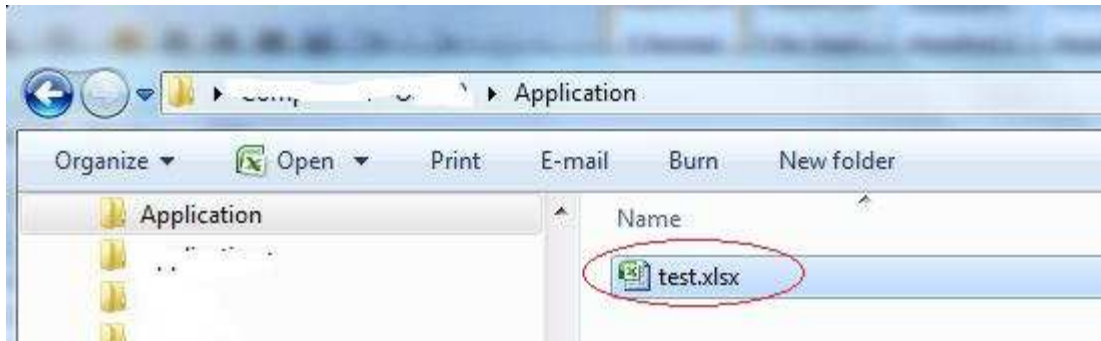 Application
Organize Open Print E-mail Burn New folder
Application
Name
test.xlsx